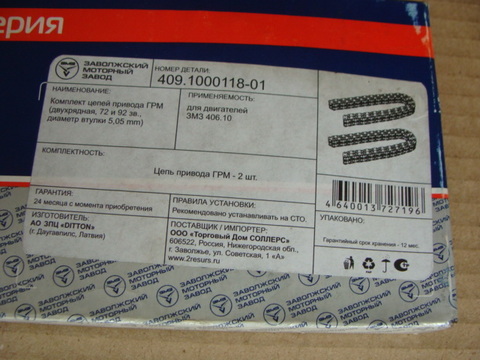 ерия
ЗАВОЛЖСКИЙ
МОТОРНЫЙ
ЗАВОД
НОМЕР ДЕТАЛИ:
409.1000118-01
НАИМЕНОВАНИЕ:
Комплект цепей привода ГРМ
(двухрядная, 72 и 92 зв.,
диаметр втулки 5,05 mm)
ПРИМЕНЯЕМОСТЬ:
для двигателей
ЗМЗ 406.10
КОМПЛЕКТНОСТЬ:
Цепь привода ГРМ - 2 шт.
ГАРАНТИЯ:
24 месяца с момента приобретения
ПРАВИЛА УСТАНОВКИ:
Рекомендовано устанавливать на СТО.
ИЗГОТОВИТЕЛЬ:
АО ЗПЦ «DITTON»
(г. Даугавпилс, Латвия)
ПОСТАВЩИК / ИМПОРТЕР:
ООО «Торговый Дом СОЛЛЕРС»
606522, Россия, Нижегородская обл.,
г. Заволжье, ул. Советская, 1 «А»
www.2resurs.ru
4 640013 727196
УПАКОВАНО:
Гарантийный срок хранения - 12 мес.
ЗАВОЛЖСКИЙ
МОТОРНЫЙ
ЗАВОД
ЗАВОЛЖСКИЙ
МОТОРНЫЙ
ЗАВОД